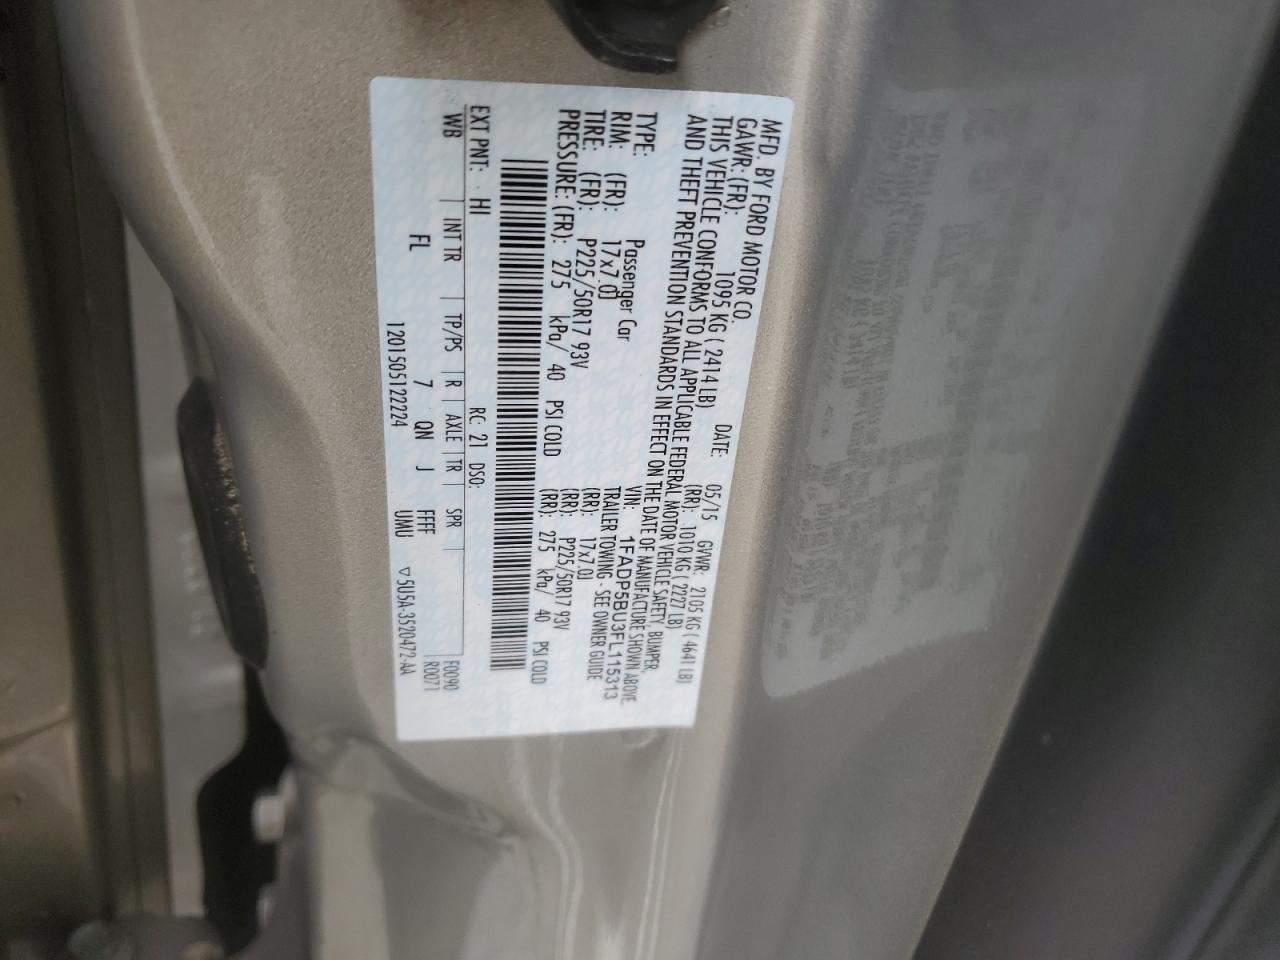 MFD. BY FORD MOTOR CO.
DATE: 05/15 GVWR: 2105 KG ( 4641 LB)
GAWR: (FR): 1095 KG ( 2414 LB) (RR): 1010 KG ( 2227 LB)
THIS VEHICLE CONFORMS TO ALL APPLICABLE FEDERAL MOTOR VEHICLE SAFETY, BUMPER,
AND THEFT PREVENTION STANDARDS IN EFFECT ON THE DATE OF MANUFACTURE SHOWN ABOVE
VIN: 1FADP5BU3FL115313
TYPE: Passenger Car TRAILER TOWING - SEE OWNER GUIDE
RIM: (FR): 17x7.0J (RR): 17x7.0J
TIRE: (FR): P225/50R17 93V (RR): P225/50R17 93V
PRESSURE: (FR): 275 kPa/ 40 PSI COLD (RR): 275 kPa/ 40 PSI COLD
EXT PNT: HI RC: 21 DSO: F0090
WB INT TR TP/PS R AXLE TR SPR R0071
FL 7 QN J FFFF
1201505122224 UMU ▽5U5A-3520472-AA